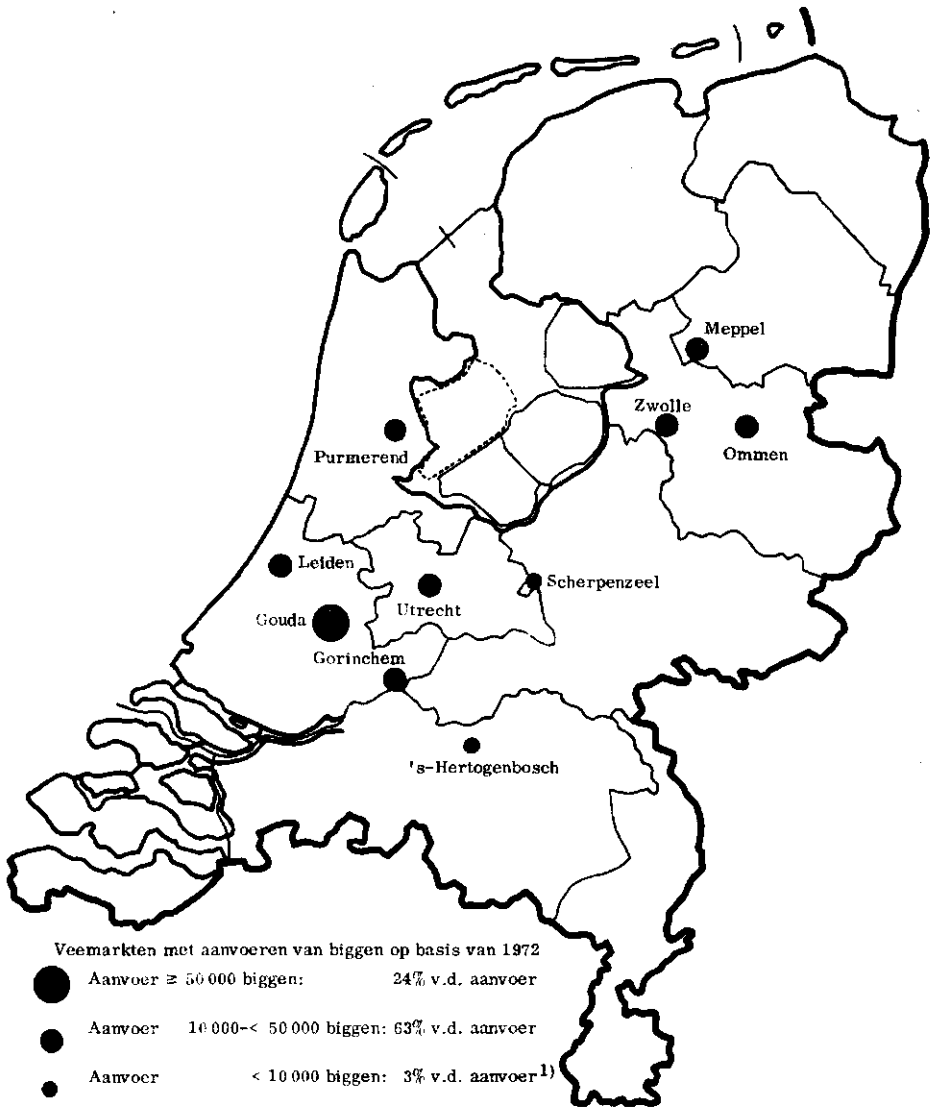 Meppel
Zwolle
Ommen
Purmerend
Leiden
Scherpenzeel
Utrecht
Gouda
Gorinchem
's-Hertogenbosch
Veemarkten met aanvoeren van biggen op basis van 1972
Aanvoer ≥ 50 000 biggen: 24% v.d. aanvoer
Aanvoer 10 000-< 50 000 biggen: 63% v.d. aanvoer
Aanvoer < 10 000 biggen: 3% v.d. aanvoer 1)